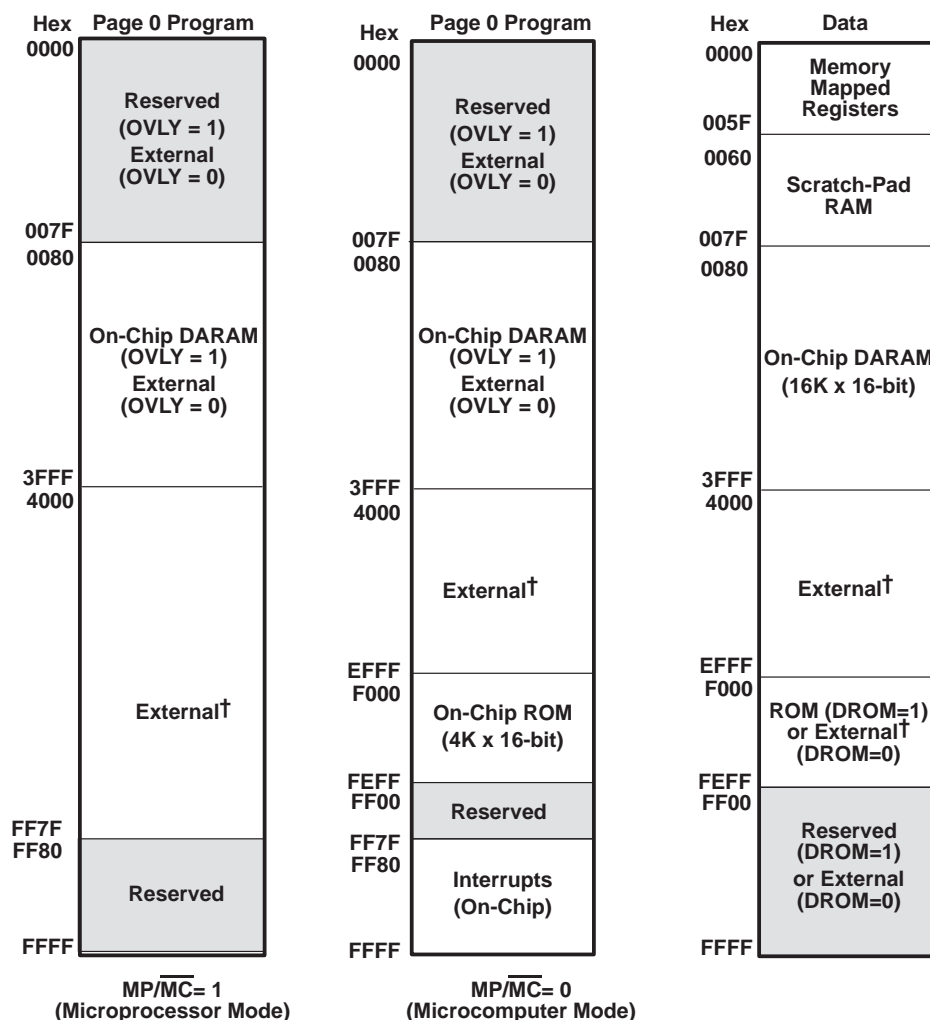 Hex Page 0 Program
0000
Reserved
(OVLY = 1)
External
(OVLY = 0)
007F
0080
On-Chip DARAM
(OVLY = 1)
External
(OVLY = 0)
3FFF
4000
External†
FF7F
FF80
Reserved
FFFF
MP/M̅C̅= 1
(Microprocessor Mode)
Hex Page 0 Program
0000
Reserved
(OVLY = 1)
External
(OVLY = 0)
007F
0080
On-Chip DARAM
(OVLY = 1)
External
(OVLY = 0)
3FFF
4000
External†
EFFF
F000
On-Chip ROM
(4K x 16-bit)
FEFF
FF00
Reserved
FF7F
FF80
Interrupts
(On-Chip)
FFFF
MP/M̅C̅= 0
(Microcomputer Mode)
Hex Data
0000
Memory
Mapped
Registers
005F
0060
Scratch-Pad
RAM
007F
0080
On-Chip DARAM
(16K x 16-bit)
3FFF
4000
External†
EFFF
F000
ROM (DROM=1)
or External†
(DROM=0)
FEFF
FF00
Reserved
(DROM=1)
or External
(DROM=0)
FFFF